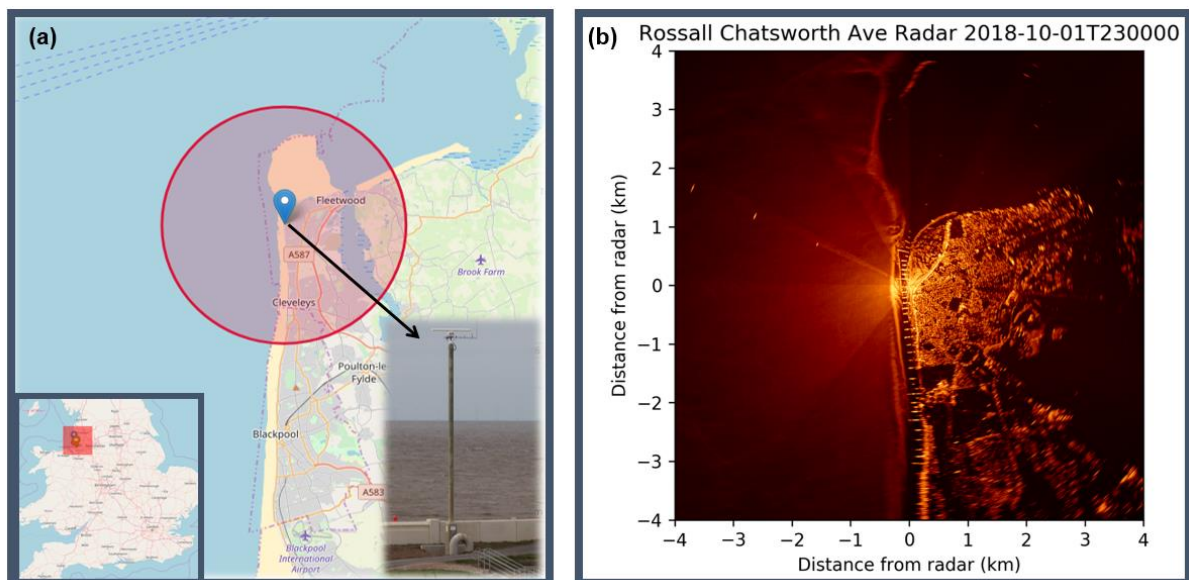 (a)
Fleetwood
A587
Brook Farm
Cleveleys
Poulton-le
Fylde
Blackpool
A583
Blackpool
International
Airport
(b)
Rossall Chatsworth Ave Radar 2018-10-01T230000
Distance from radar (km)
4
3
2
1
0
−1
−2
−3
−4
−4 −3 −2 −1 0 1 2 3 4
Distance from radar (km)